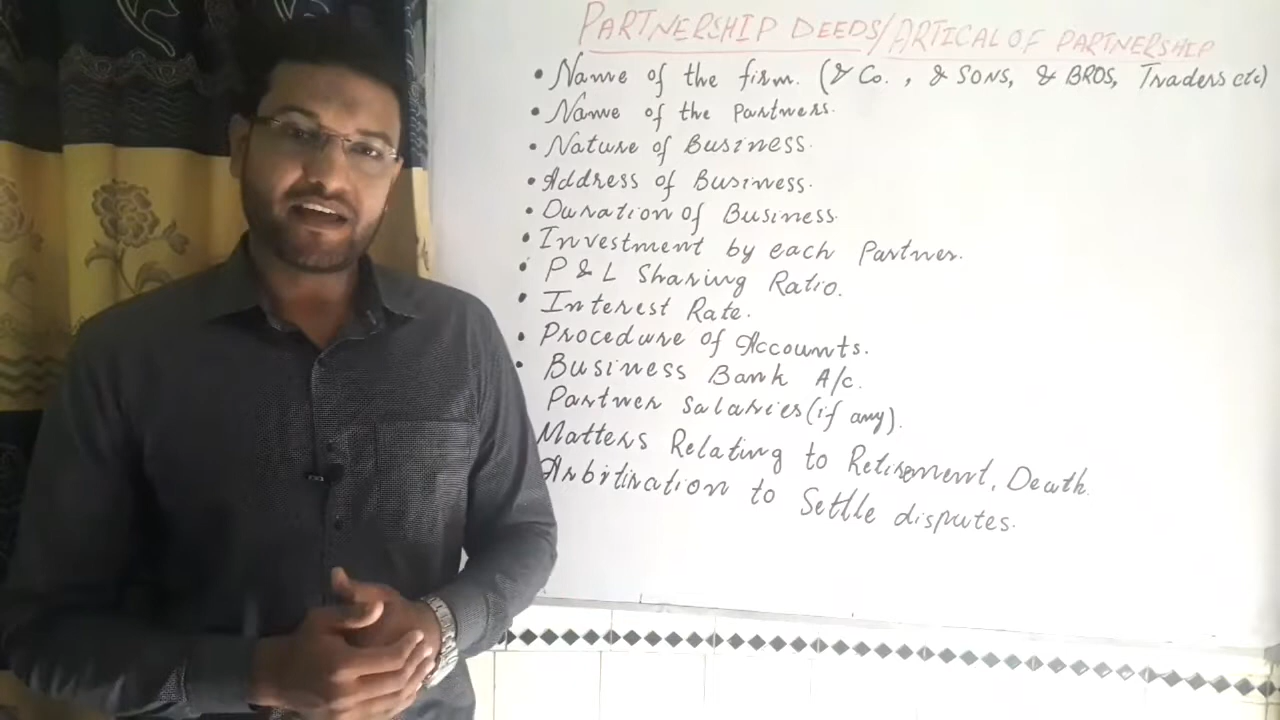 PARTNERSHIP DEEDS/ARTICAL OF PARTNERSHIP
• Name of the firm. (& Co., & SONS, & BROS, Traders etc)
• Name of the Partners.
• Nature of Business.
• Address of Business.
• Duration of Business.
• Investment by each Partner.
• P & L Sharing Ratio.
• Interest Rate.
• Procedure of Accounts.
• Business Bank A/c.
Partner Salaries (if any).
Matters Relating to Retirement, Death.
Arbitiration to Settle disputes.